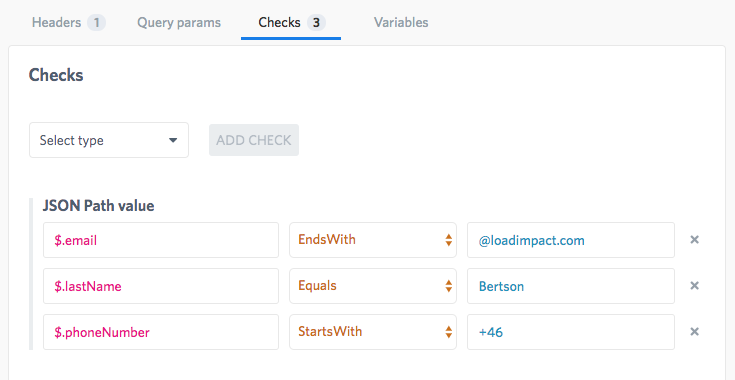 Headers 1 Query params Checks 3 Variables
Checks
Select type ADD CHECK
JSON Path value
$.email EndsWith @loadimpact.com ×
$.lastName Equals Bertson ×
$.phoneNumber StartsWith +46 ×